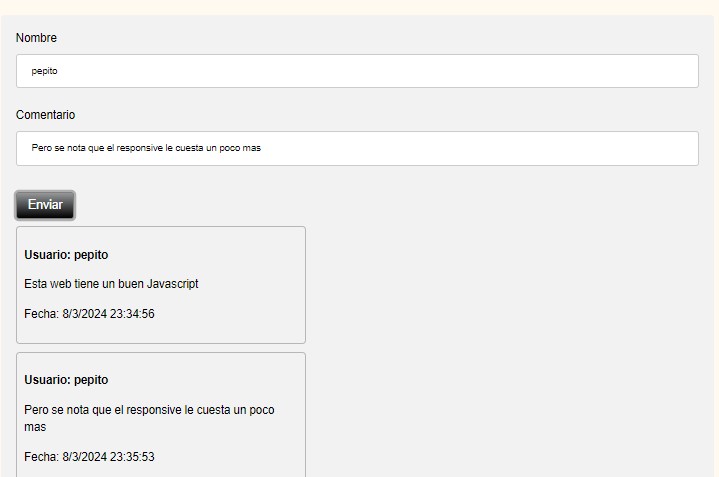 Nombre
pepito
Comentario
Pero se nota que el responsive le cuesta un poco mas
Enviar
Usuario: pepito
Esta web tiene un buen Javascript
Fecha: 8/3/2024 23:34:56
Usuario: pepito
Pero se nota que el responsive le cuesta un poco
mas
Fecha: 8/3/2024 23:35:53